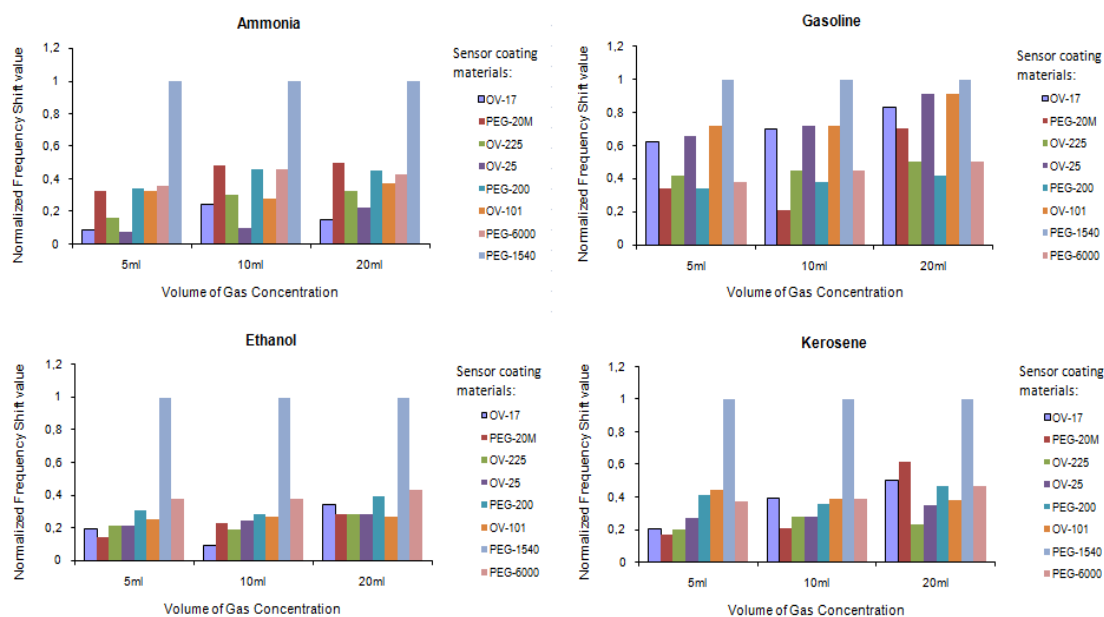 Ammonia
Normalized Frequency Shift value
1,2
1
0,8
0,6
0,4
0,2
0
5ml
10ml
20ml
Volume of Gas Concentration
Sensor coating
materials:
OV-17
PEG-20M
OV-225
OV-25
PEG-200
OV-101
PEG-6000
PEG-1540
Gasoline
Normalized Frequency Shift value
1,2
1
0,8
0,6
0,4
0,2
0
5ml
10ml
20ml
Volume of Gas Concentration
Sensor coating
materials:
OV-17
PEG-20M
OV-225
OV-25
PEG-200
OV-101
PEG-1540
PEG-6000
Ethanol
Normalized Frequency Shift value
1,2
1
0,8
0,6
0,4
0,2
0
5ml
10ml
20ml
Volume of Gas Concentration
Sensor coating
materials:
OV-17
PEG-20M
OV-225
OV-25
PEG-200
OV-101
PEG-1540
PEG-6000
Kerosene
Normalized Frequency Shift value
1,2
1
0,8
0,6
0,4
0,2
0
5ml
10ml
20ml
Volume of Gas Concentration
Sensor coating
materials:
OV-17
PEG-20M
OV-225
OV-25
PEG-200
OV-101
PEG-1540
PEG-6000